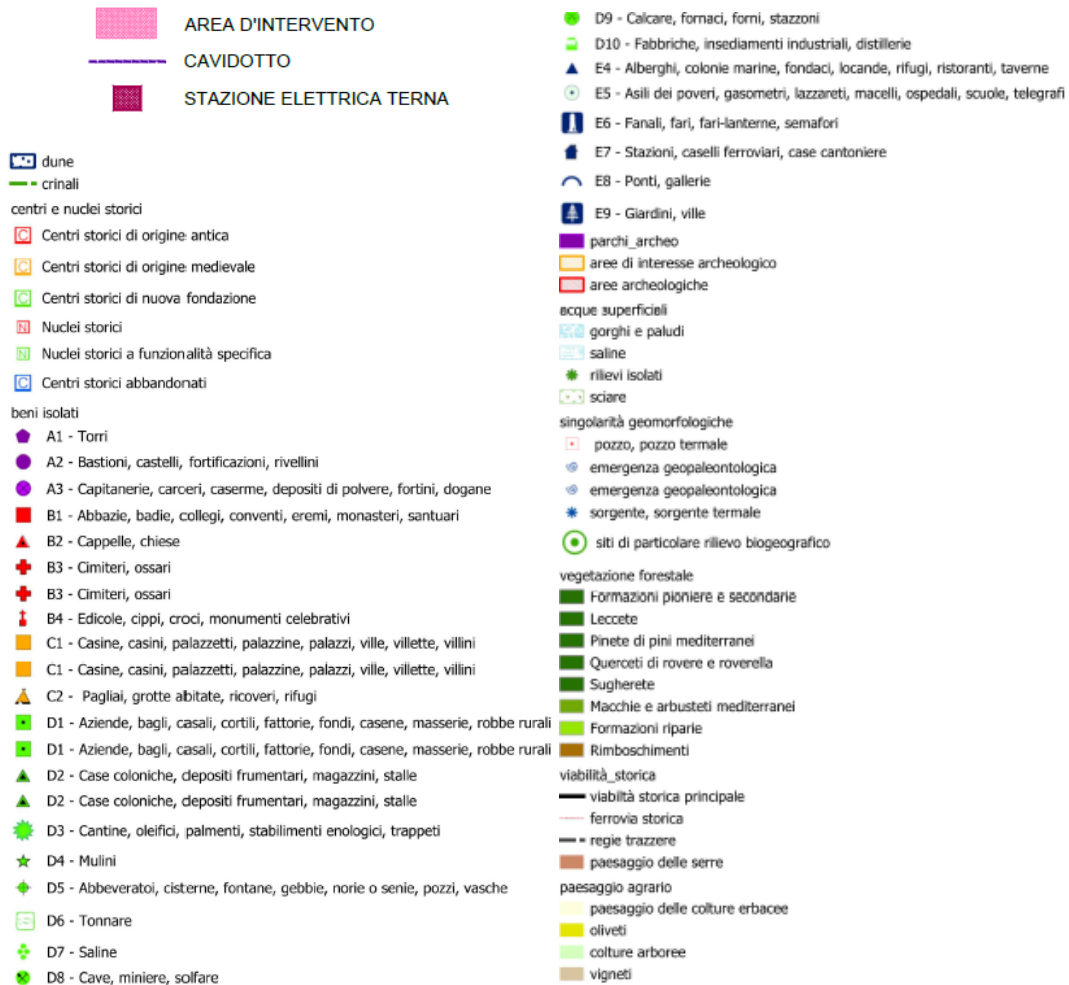 AREA D'INTERVENTO
CAVIDOTTO
STAZIONE ELETTRICA TERNA
dune
crinali
centri e nuclei storici
C Centri storici di origine antica
C Centri storici di origine medievale
C Centri storici di nuova fondazione
N Nuclei storici
N Nuclei storici a funzionalità specifica
C Centri storici abbandonati
beni isolati
A1 - Torri
A2 - Bastioni, castelli, fortificazioni, rivellini
A3 - Capitanerie, carceri, caserme, depositi di polvere, fortini, dogane
B1 - Abbazie, badie, collegi, conventi, eremi, monasteri, santuari
B2 - Cappelle, chiese
B3 - Cimiteri, ossari
B3 - Cimiteri, ossari
B4 - Edicole, cippi, croci, monumenti celebrativi
C1 - Casine, casini, palazzetti, palazzine, palazzi, ville, villette, villini
C1 - Casine, casini, palazzetti, palazzine, palazzi, ville, villette, villini
C2 - Pagliai, grotte abitate, ricoveri, rifugi
D1 - Aziende, bagli, casali, cortili, fattorie, fondi, casene, masserie, robbe rurali
D1 - Aziende, bagli, casali, cortili, fattorie, fondi, casene, masserie, robbe rurali
D2 - Case coloniche, depositi frumentari, magazzini, stalle
D2 - Case coloniche, depositi frumentari, magazzini, stalle
D3 - Cantine, oleifici, palmenti, stabilimenti enologici, trappeti
D4 - Mulini
D5 - Abbeveratoi, cisterne, fontane, gebbie, norie o senie, pozzi, vasche
D6 - Tonnare
D7 - Saline
D8 - Cave, miniere, solfare
D9 - Calcare, fornaci, forni, stazzoni
D10 - Fabbriche, insediamenti industriali, distillerie
E4 - Alberghi, colonie marine, fondaci, locande, rifugi, ristoranti, taverne
E5 - Asili dei poveri, gasometri, lazzareti, macelli, ospedali, scuole, telegrafi
E6 - Fanali, fari, fari-lanterne, semafori
E7 - Stazioni, caselli ferroviari, case cantoniere
E8 - Ponti, gallerie
E9 - Giardini, ville
parchi_archeo
aree di interesse archeologico
aree archeologiche
acque superficiali
gorghi e paludi
saline
rilievi isolati
sciare
singolarità geomorfologiche
pozzo, pozzo termale
emergenza geopaleontologica
emergenza geopaleontologica
sorgente, sorgente termale
siti di particolare rilievo biogeografico
vegetazione forestale
Formazioni pioniere e secondarie
Leccete
Pinete di pini mediterranei
Querceti di rovere e roverella
Sugherete
Macchie e arbusteti mediterranei
Formazioni riparie
Rimboschimenti
viabilità_storica
viabiltà storica principale
ferrovia storica
regie trazzere
paesaggio delle serre
paesaggio agrario
paesaggio delle colture erbacee
oliveti
colture arboree
vigneti